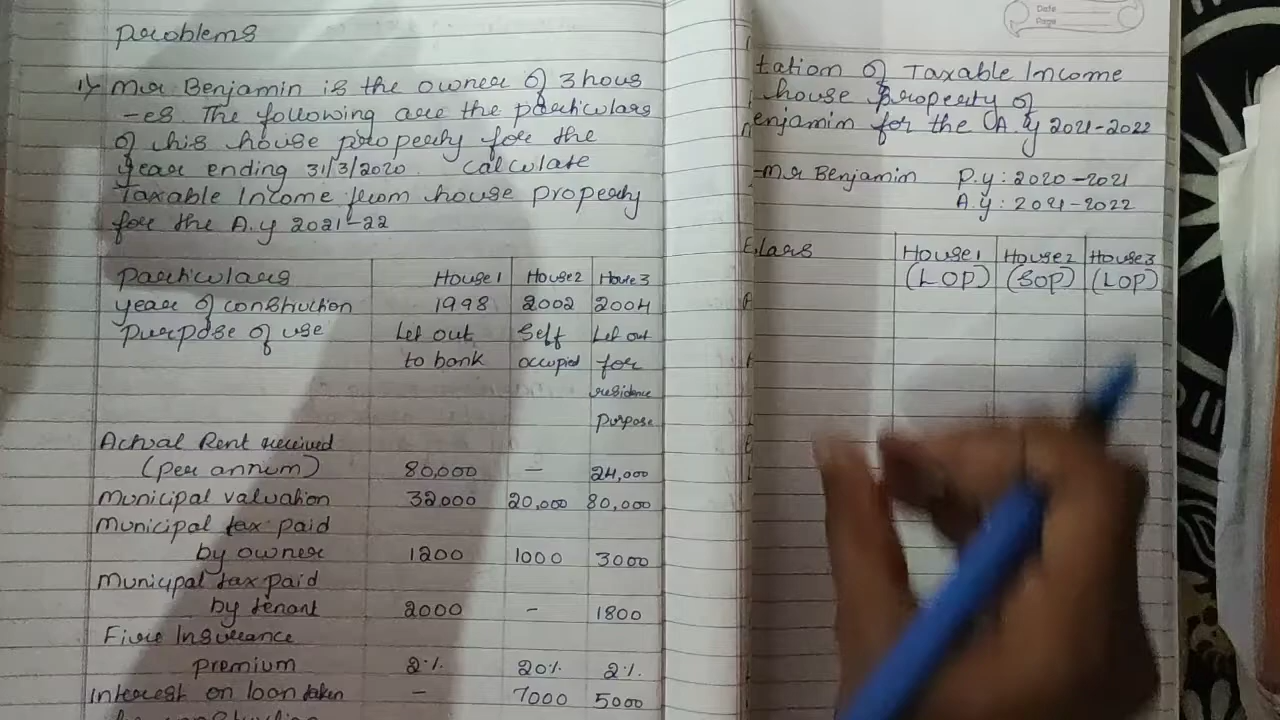 Problems
1) Mr Benjamin is the owner of 3 hous
-es. The following are the particulars
of his house property for the
year ending 31/3/2020. Calculate
Taxable Income from house property
for the A.y 2021-22
Particulars House1 House2 House3
year of construction 1998 2002 2004
purpose of use Let out Self Let out
to bank occupied for
residence
purpose
Actual Rent received
(per annum) 80,000 – 24,000
Municipal valuation 32000 20,000 80,000
Municipal tax paid
by owner 1200 1000 3000
Municipal tax paid
by tenant 2000 – 1800
Fire Insurance
premium 2% 20% 2%
Interest on loan taken – 7000 5000
Date
Page
tation of Taxable Income
house property of
enjamin for the A.y 2021-2022
-Mr Benjamin P.y: 2020-2021
A.y: 2021-2022
lars House1 House2 House3
(LOP) (SOP) (LOP)